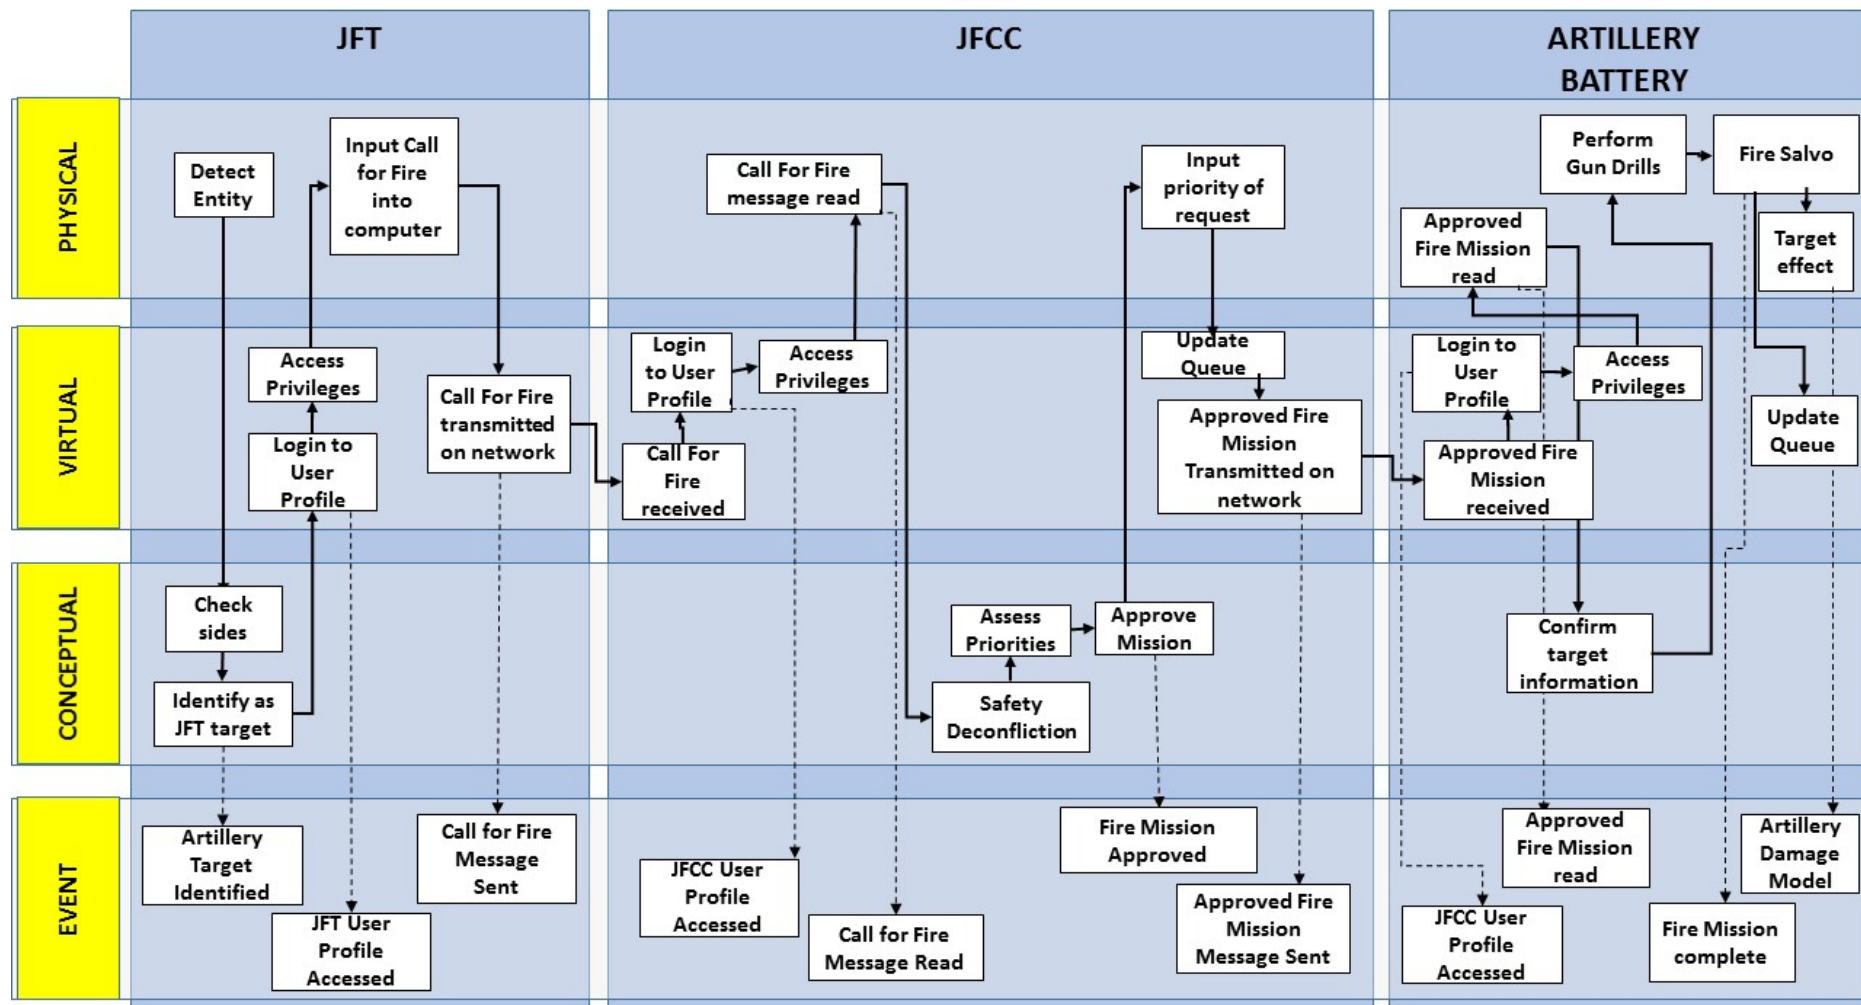 JFT
JFCC
ARTILLERY
BATTERY
PHYSICAL
Detect
Entity
Input Call
for Fire
into
computer
Call For Fire
message read
Input
priority of
request
Perform
Gun Drills
Fire Salvo
Approved
Fire Mission
read
Target
effect
VIRTUAL
Access
Privileges
Login to
User
Profile
Call For Fire
transmitted
on network
Login
to User
Profile
Access
Privileges
Call For
Fire
received
Update
Queue
Approved Fire
Mission
Transmitted on
network
Login to
User
Profile
Access
Privileges
Approved Fire
Mission
received
Update
Queue
CONCEPTUAL
Check
sides
Identify as
JFT target
Assess
Priorities
Approve
Mission
Safety
Deconfliction
Confirm
target
information
EVENT
Artillery
Target
Identified
JFT User
Profile
Accessed
Call for Fire
Message
Sent
JFCC User
Profile
Accessed
Call for Fire
Message Read
Fire Mission
Approved
Approved Fire
Mission
Message Sent
JFCC User
Profile
Accessed
Approved
Fire Mission
read
Fire Mission
complete
Artillery
Damage
Model